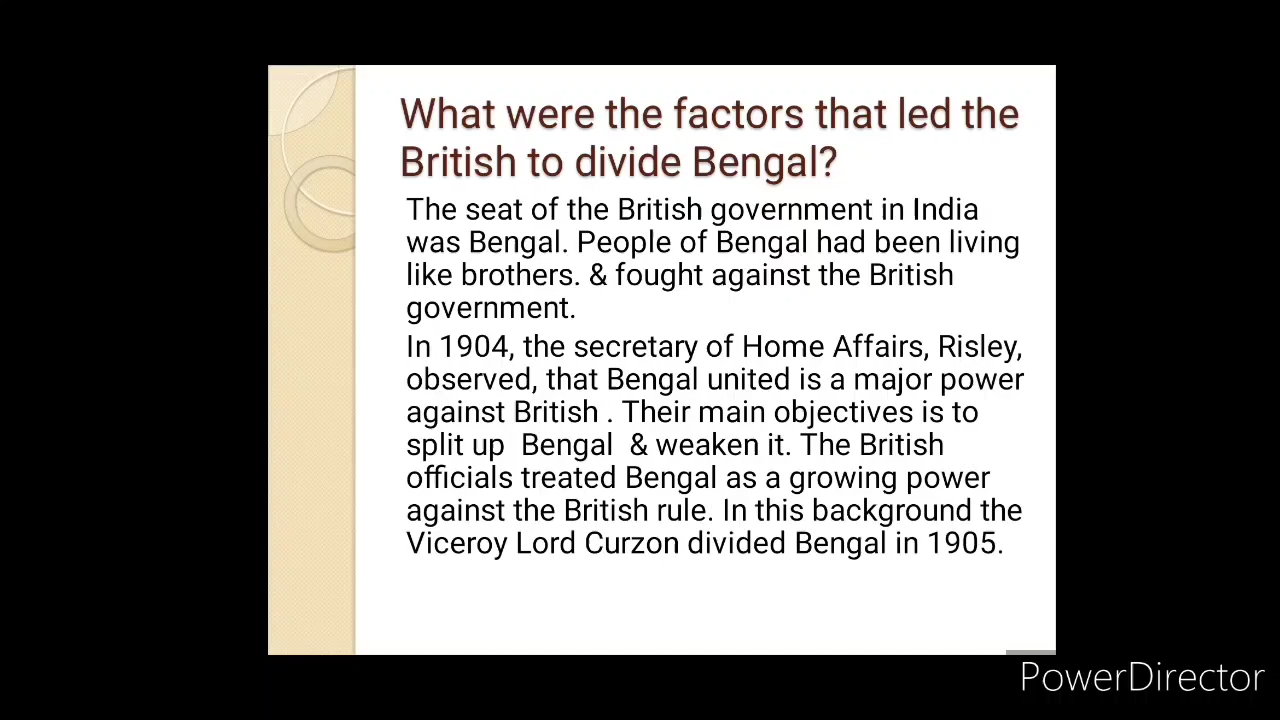 What were the factors that led the
British to divide Bengal?
The seat of the British government in India
was Bengal. People of Bengal had been living
like brothers. & fought against the British
government.
In 1904, the secretary of Home Affairs, Risley,
observed, that Bengal united is a major power
against British . Their main objectives is to
split up  Bengal  & weaken it. The British
officials treated Bengal as a growing power
against the British rule. In this background the
Viceroy Lord Curzon divided Bengal in 1905.
PowerDirector